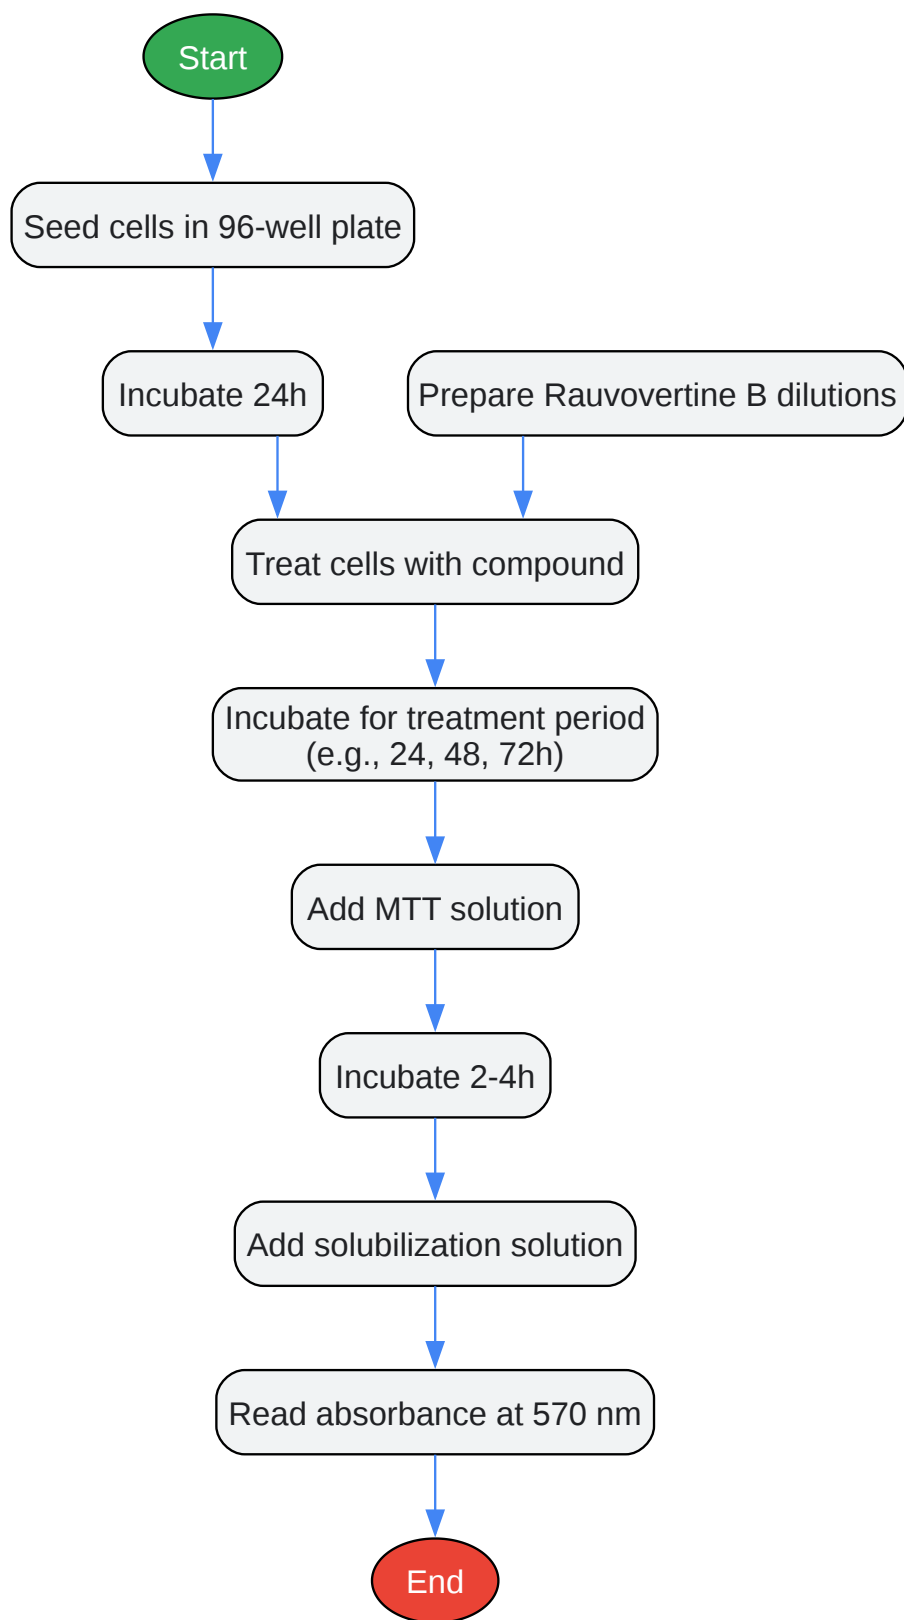 Start
Seed cells in 96-well plate
Incubate 24h
Prepare Rauvovertine B dilutions
Treat cells with compound
Incubate for treatment period
(e.g., 24, 48, 72h)
Add MTT solution
Incubate 2-4h
Add solubilization solution
Read absorbance at 570 nm
End